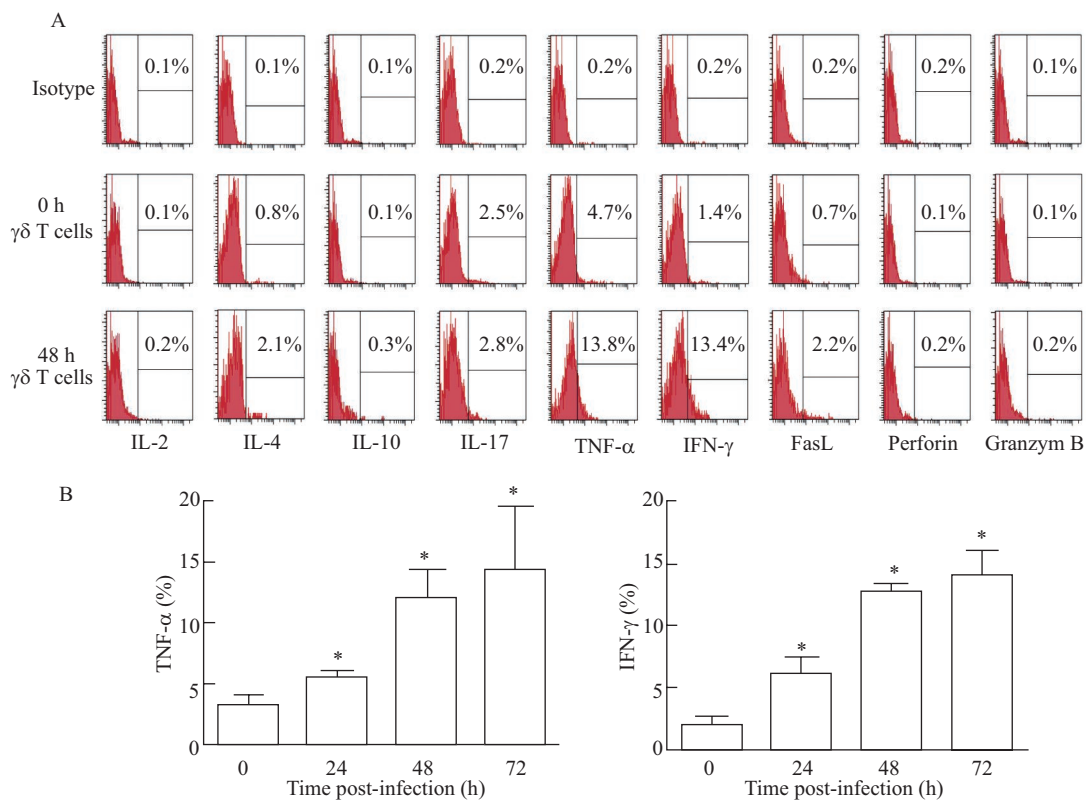 A
Isotype
0.1% 0.1% 0.1% 0.2% 0.2% 0.2% 0.2% 0.2% 0.1%
0 h
γδ T cells
0.1% 0.8% 0.1% 2.5% 4.7% 1.4% 0.7% 0.1% 0.1%
48 h
γδ T cells
0.2% 2.1% 0.3% 2.8% 13.8% 13.4% 2.2% 0.2% 0.2%
IL-2 IL-4 IL-10 IL-17 TNF-α IFN-γ FasL Perforin Granzym B
B
TNF-α (%)
20
15
10
5
0
* * *
0 24 48 72
Time post-infection (h)
IFN-γ (%)
20
15
10
5
0
* * *
0 24 48 72
Time post-infection (h)